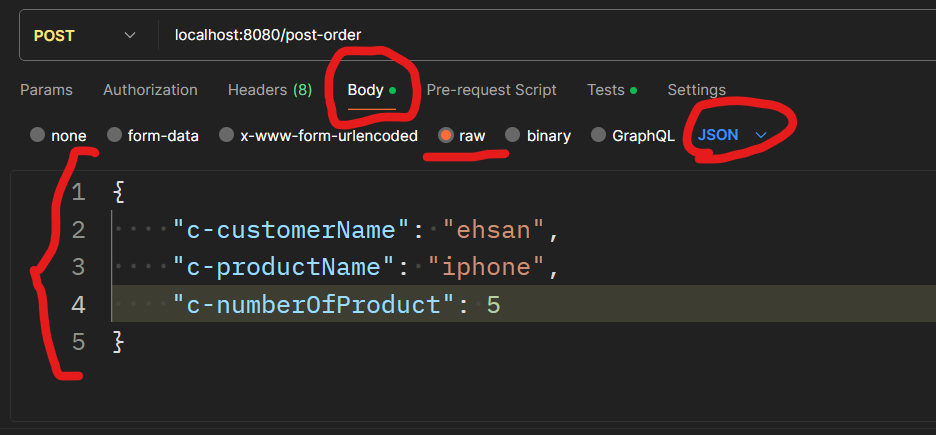 POST localhost:8080/post-order
Params Authorization Headers (8) Body Pre-request Script Tests Settings
none form-data x-www-form-urlencoded raw binary GraphQL JSON
1 {
2 "c-customerName": "ehsan",
3 "c-productName": "iphone",
4 "c-numberOfProduct": 5
5 }